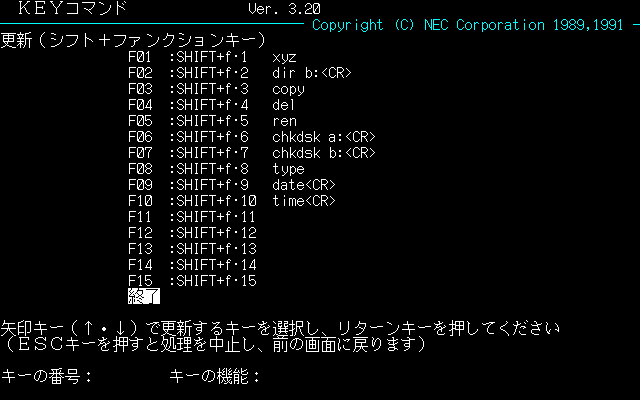 KEYコマンド Ver. 3.20
Copyright (C) NEC Corporation 1989,1991
更新(シフト+ファンクションキー)
F01 :SHIFT+f・1 xyz
F02 :SHIFT+f・2 dir b:<CR>
F03 :SHIFT+f・3 copy
F04 :SHIFT+f・4 del
F05 :SHIFT+f・5 ren
F06 :SHIFT+f・6 chkdsk a:<CR>
F07 :SHIFT+f・7 chkdsk b:<CR>
F08 :SHIFT+f・8 type
F09 :SHIFT+f・9 date<CR>
F10 :SHIFT+f・10 time<CR>
F11 :SHIFT+f・11
F12 :SHIFT+f・12
F13 :SHIFT+f・13
F14 :SHIFT+f・14
F15 :SHIFT+f・15
終了
矢印キー(↑・↓)で更新するキーを選択し、リターンキーを押してください
(ESCキーを押すと処理を中止し、前の画面に戻ります)
キーの番号: キーの機能: